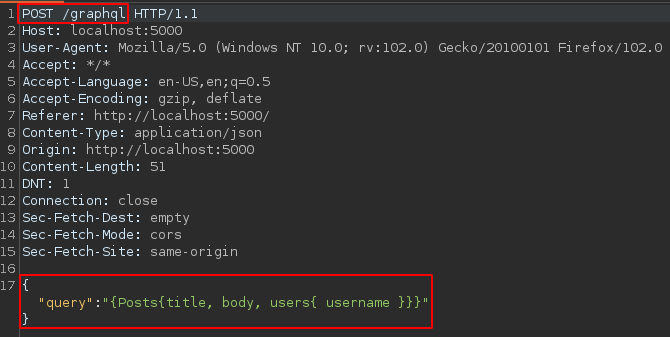 1 POST /graphql HTTP/1.1
2 Host: localhost:5000
3 User-Agent: Mozilla/5.0 (Windows NT 10.0; rv:102.0) Gecko/20100101 Firefox/102.0
4 Accept: */*
5 Accept-Language: en-US,en;q=0.5
6 Accept-Encoding: gzip, deflate
7 Referer: http://localhost:5000/
8 Content-Type: application/json
9 Origin: http://localhost:5000
10 Content-Length: 51
11 DNT: 1
12 Connection: close
13 Sec-Fetch-Dest: empty
14 Sec-Fetch-Mode: cors
15 Sec-Fetch-Site: same-origin
16
17 {
"query":"{Posts{title, body, users{ username }}}"
}